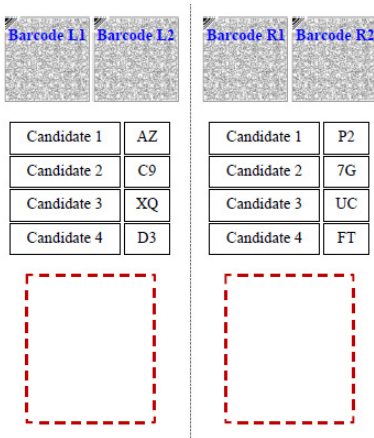 Barcode L1 Barcode L2 Barcode R1 Barcode R2
Candidate 1 AZ Candidate 1 P2
Candidate 2 C9 Candidate 2 7G
Candidate 3 XQ Candidate 3 UC
Candidate 4 D3 Candidate 4 FT